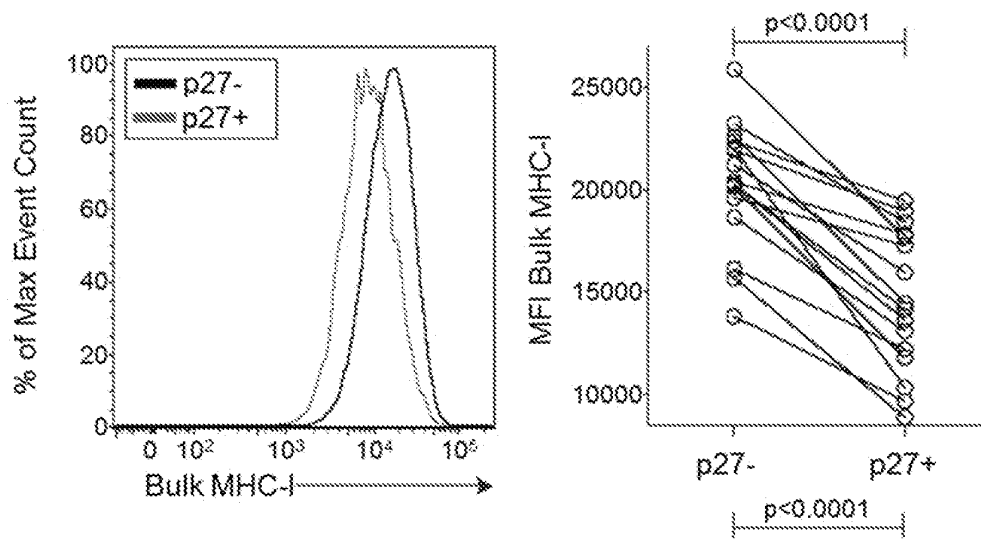 % of Max Event Count
100
80
60
40
20
0
p27-
p27+
0 10² 10³ 10⁴ 10⁵
Bulk MHC-I
p<0.0001
MFI Bulk MHC-I
25000
20000
15000
10000
p27- p27+
p<0.0001